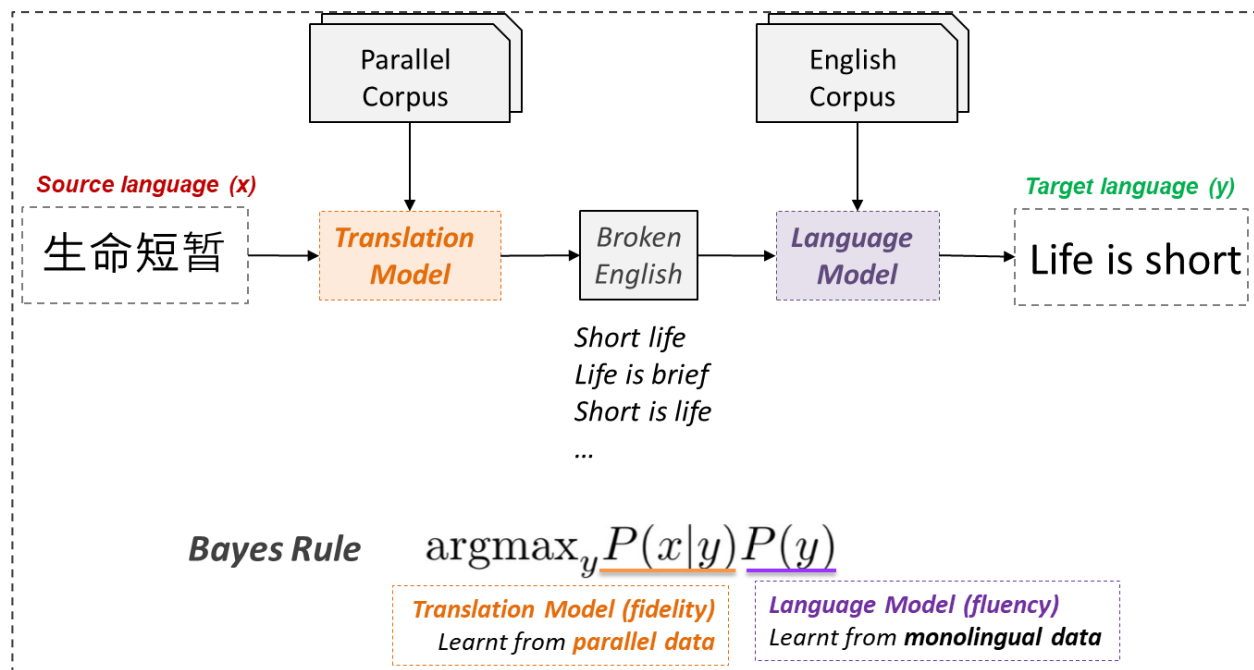 Parallel
Corpus
English
Corpus
Source language (x)
Target language (y)
生命短暂
Translation
Model
Broken
English
Language
Model
Life is short
Short life
Life is brief
Short is life
...
Bayes Rule
argmax_y P(x|y) P(y)
Translation Model (fidelity)
Learnt from parallel data
Language Model (fluency)
Learnt from monolingual data